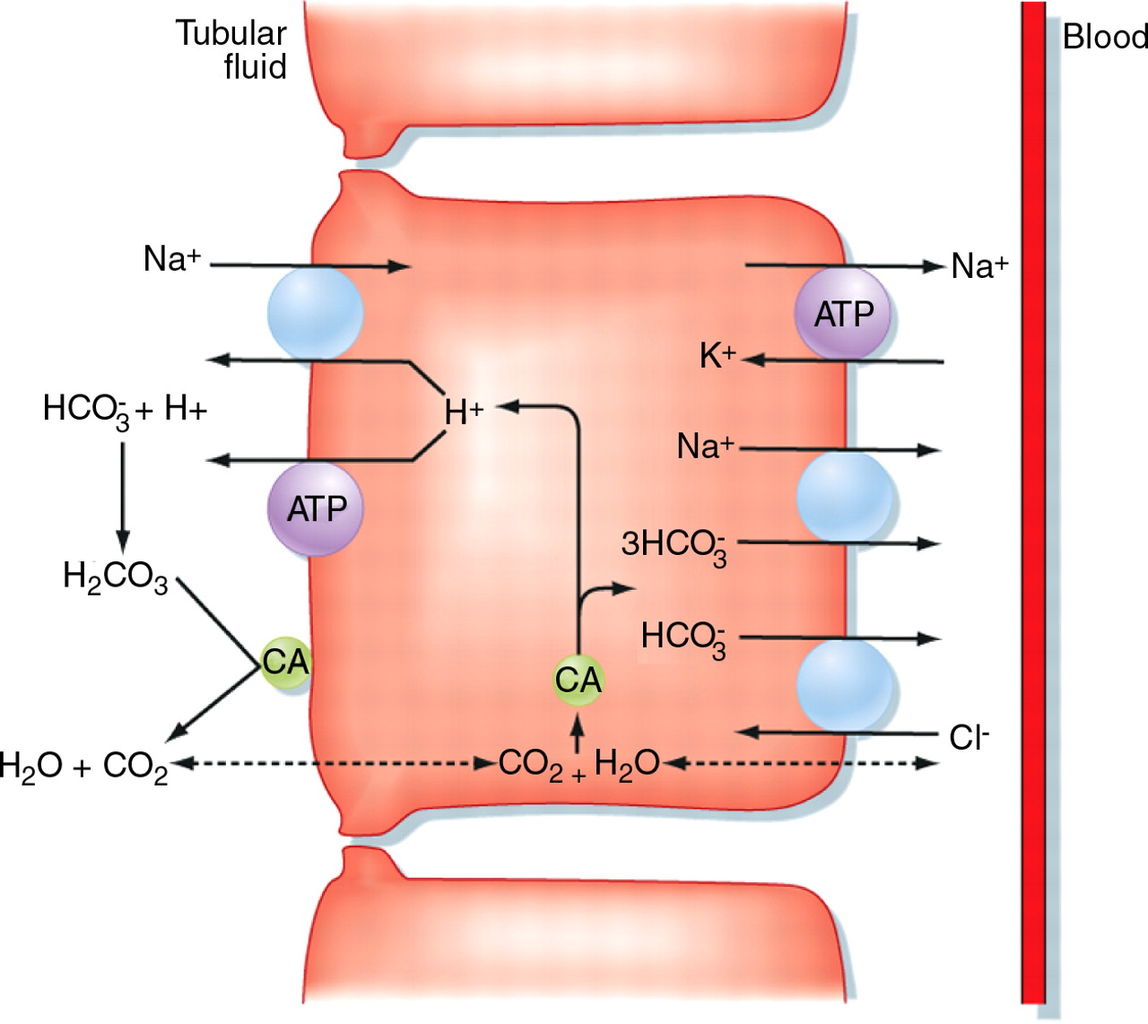 Tubular
fluid
Blood
Na⁺
Na⁺
ATP
K⁺
HCO₃⁻ + H+
H⁺
Na⁺
ATP
3HCO₃⁻
H₂CO₃
HCO₃⁻
CA
CA
Cl⁻
H₂O + CO₂
CO₂ + H₂O